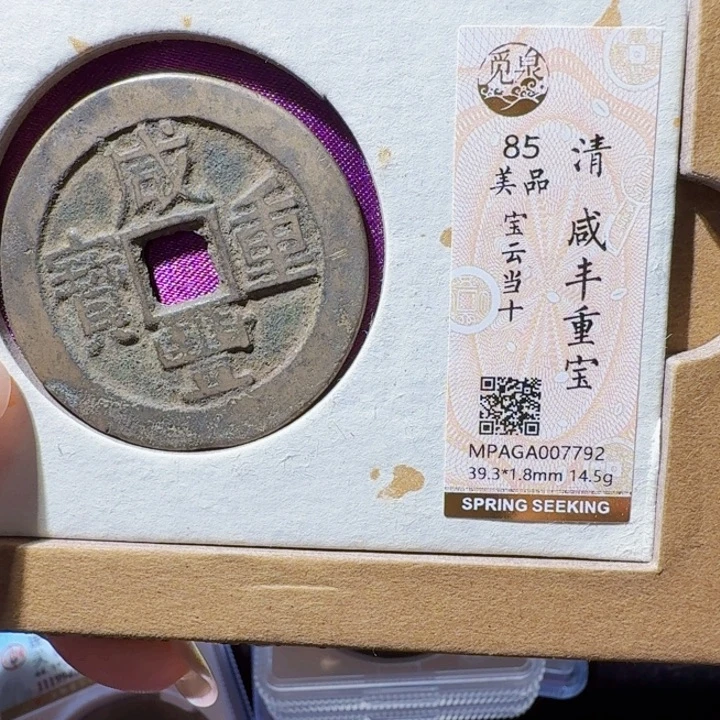 咸
豐
重
寶
觅泉
清 咸丰重宝
85
美品
宝云当十
MPAGA007792
39.3*1.8mm 14.5g
SPRING SEEKING